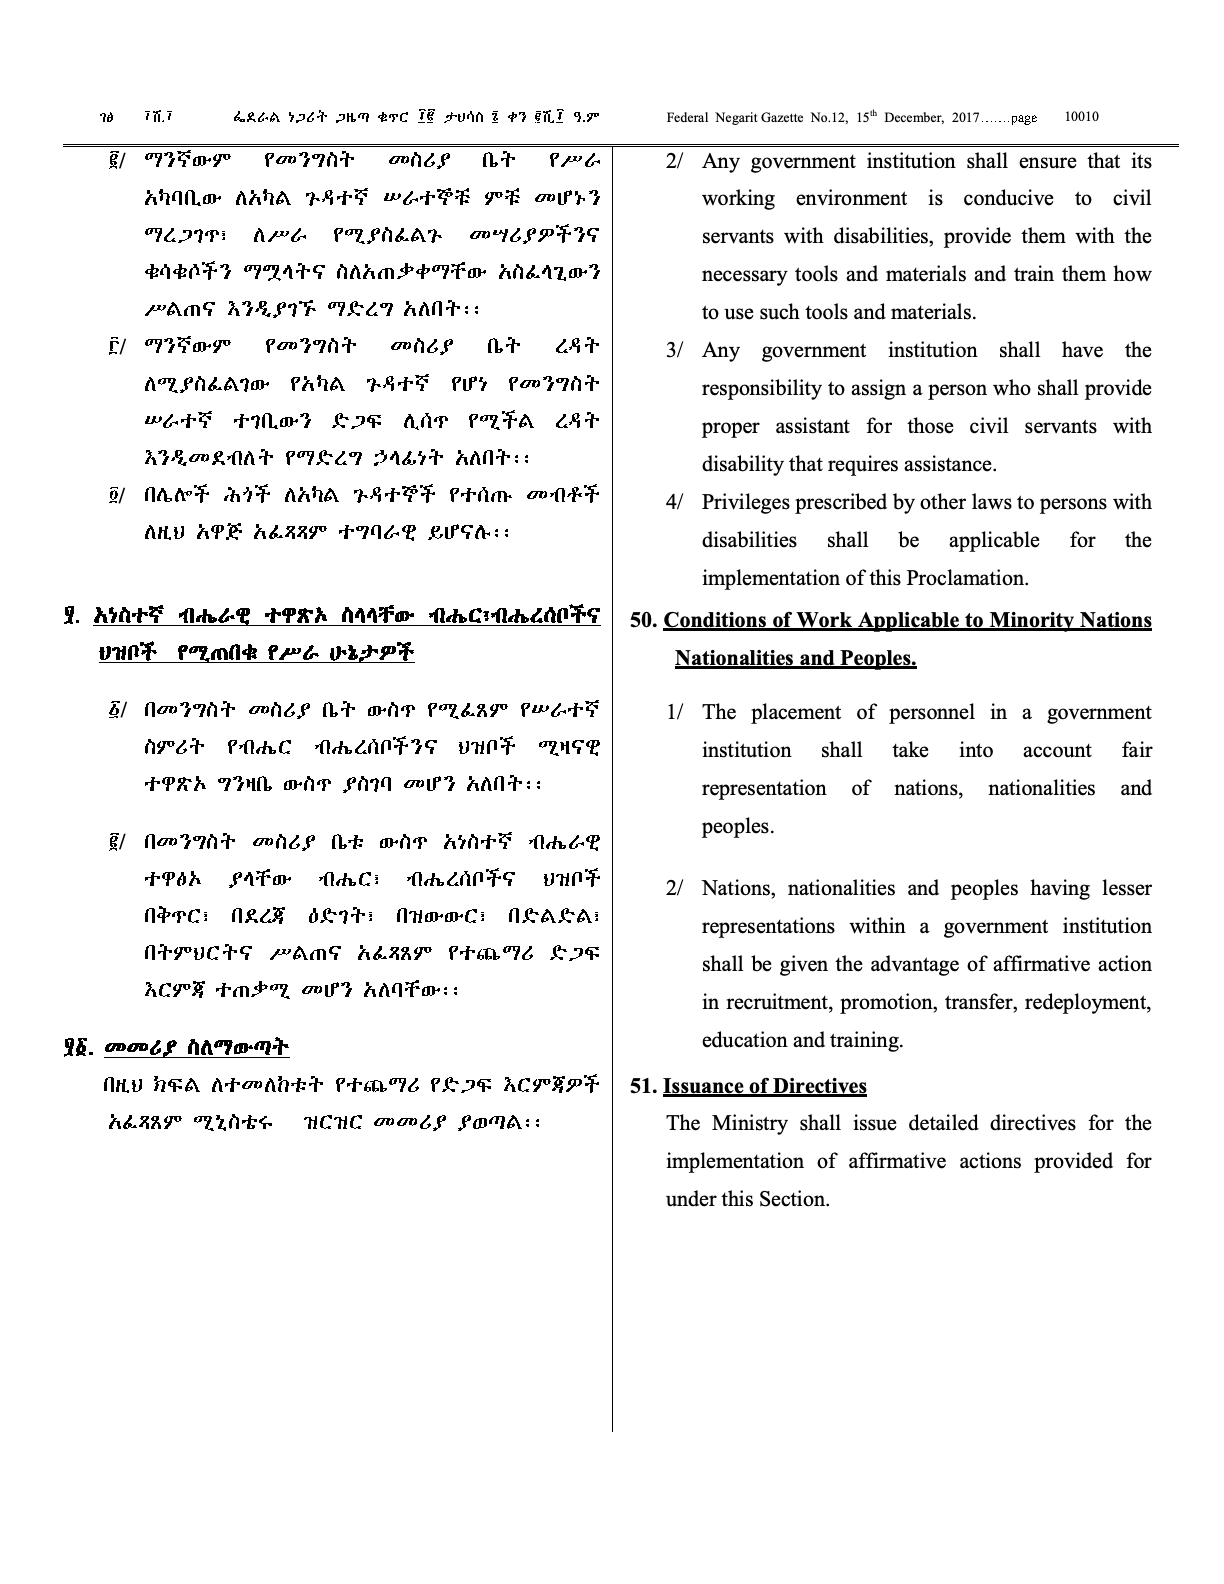 ገፅ ፲ሺ.፲ ፌደራል ነጋሪት ጋዜጣ ቁጥር ፲፪ ታህሳስ ፮ ቀን ፪ሺ.፲ ዓ.ም
Federal Negarit Gazette No.12, 15th December, 2017.......page 10010
፪/ ማንኛውም የመንግስት መስሪያ ቤት የሥራ
አካባቢው ለአካል ጉዳተኛ ሠራተኞቹ ምቹ መሆኑን
ማረጋገጥ፣ ለሥራ የሚያስፈልጉ መሣሪያዎችንና
ቁሳቁሶችን ማሟላትና ስለአጠቃቀማቸው አስፈላጊውን
ሥልጠና እንዲያገኙ ማድረግ አለበት፡፡
፫/ ማንኛውም የመንግስት መስሪያ ቤት ረዳት
ለሚያስፈልገው የአካል ጉዳተኛ የሆነ የመንግስት
ሠራተኛ ተገቢውን ድጋፍ ሊሰጥ የሚችል ረዳት
እንዲመደብለት የማድረግ ኃላፊነት አለበት፡፡
፬/ በሌሎች ሕጎች ለአካል ጉዳተኞች የተሰጡ መብቶች
ለዚህ አዋጅ አፈጻጸም ተግባራዊ ይሆናሉ፡፡
፶. አነስተኛ ብሔራዊ ተዋጽኦ ስላላቸው ብሔር፣ብሔረሰቦችና
ህዝቦች የሚጠበቁ የሥራ ሁኔታዎች
፩/ በመንግስት መስሪያ ቤት ውስጥ የሚፈጸም የሠራተኛ
ስምሪት የብሔር ብሔረሰቦችንና ህዝቦች ሚዛናዊ
ተዋጽኦ ግንዛቤ ውስጥ ያስገባ መሆን አለበት፡፡
፪/ በመንግስት መስሪያ ቤቱ ውስጥ አነስተኛ ብሔራዊ
ተዋፅኦ ያላቸው ብሔር፣ ብሔረሰቦችና ህዝቦች
በቅጥር፣ በደረጃ ዕድገት፣ በዝውውር፣ በድልድል፣
በትምህርትና ሥልጠና አፈጻጸም የተጨማሪ ድጋፍ
እርምጃ ተጠቃሚ መሆን አለባቸው፡፡
፶፩. መመሪያ ስለማውጣት
በዚህ ክፍል ለተመለከቱት የተጨማሪ የድጋፍ እርምጃዎች
አፈጻጸም ሚኒስቴሩ ዝርዝር መመሪያ ያወጣል፡፡
2/ Any government institution shall ensure that its
working environment is conducive to civil
servants with disabilities, provide them with the
necessary tools and materials and train them how
to use such tools and materials.
3/ Any government institution shall have the
responsibility to assign a person who shall provide
proper assistant for those civil servants with
disability that requires assistance.
4/ Privileges prescribed by other laws to persons with
disabilities shall be applicable for the
implementation of this Proclamation.
50. Conditions of Work Applicable to Minority Nations
Nationalities and Peoples.
1/ The placement of personnel in a government
institution shall take into account fair
representation of nations, nationalities and
peoples.
2/ Nations, nationalities and peoples having lesser
representations within a government institution
shall be given the advantage of affirmative action
in recruitment, promotion, transfer, redeployment,
education and training.
51. Issuance of Directives
The Ministry shall issue detailed directives for the
implementation of affirmative actions provided for
under this Section.